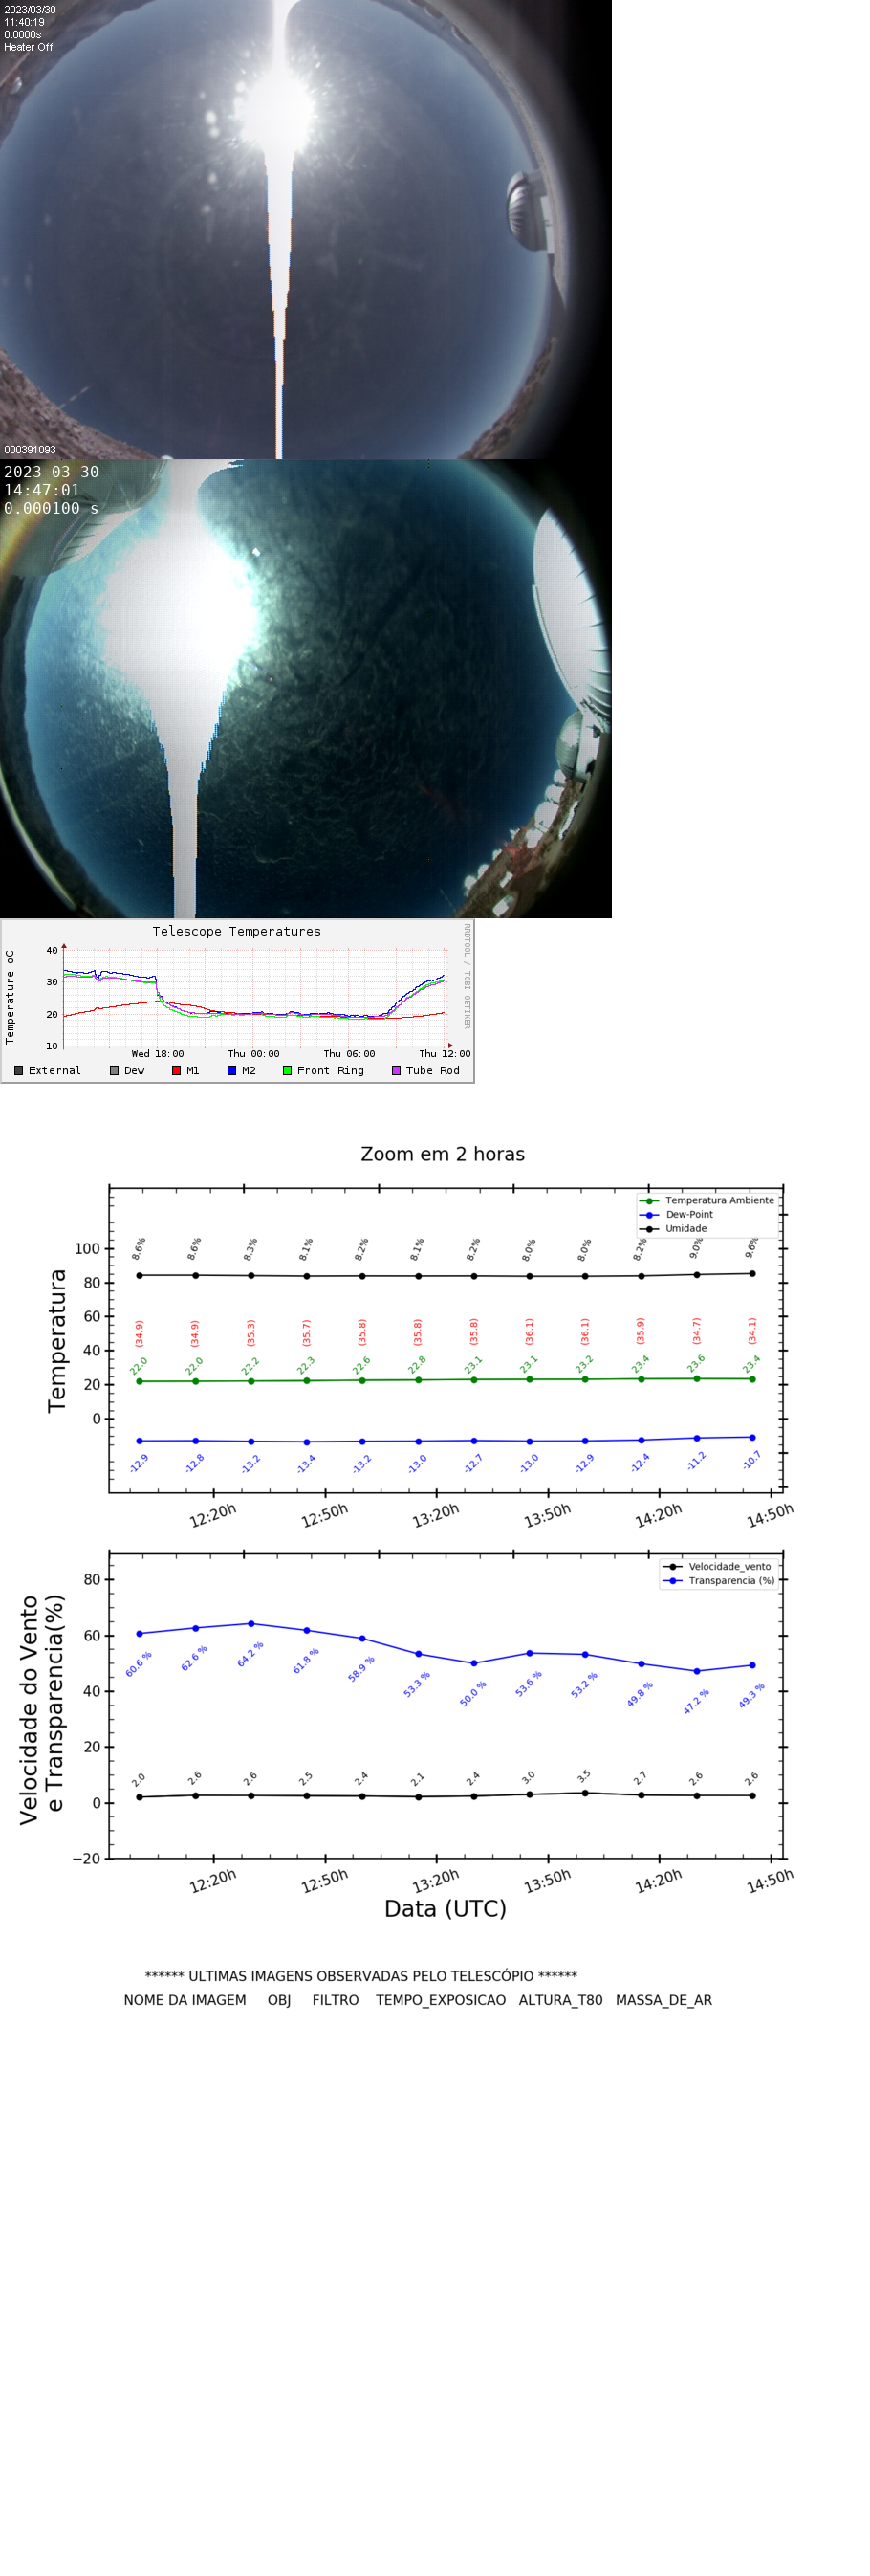 2023/03/30
11:40:19
0.0000s
Heater Off
000391093
2023-03-30
14:47:01
0.000100 s
Telescope Temperatures
RRDTOOL / TOBI OETIKER
Temperature oC
40
30
20
10
Wed 18:00 Thu 00:00 Thu 06:00 Thu 12:00
External Dew M1 M2 Front Ring Tube Rod
Zoom em 2 horas
Temperatura Ambiente
Dew-Point
Umidade
Temperatura
100
80
60
40
20
0
8.6% 8.6% 8.3% 8.1% 8.2% 8.1% 8.2% 8.0% 8.0% 8.2% 9.0% 9.6%
(34.9) (34.9) (35.3) (35.7) (35.8) (35.8) (35.8) (36.1) (36.1) (35.9) (34.7) (34.1)
22.0 22.0 22.2 22.3 22.6 22.8 23.1 23.1 23.2 23.4 23.6 23.4
-12.9 -12.8 -13.2 -13.4 -13.2 -13.0 -12.7 -13.0 -12.9 -12.4 -11.2 -10.7
12:20h 12:50h 13:20h 13:50h 14:20h 14:50h
Velocidade_vento
Transparencia (%)
Velocidade do Vento
e Transparencia(%)
80
60
40
20
0
−20
60.6 % 62.6 % 64.2 % 61.8 % 58.9 % 53.3 % 50.0 % 53.6 % 53.2 % 49.8 % 47.2 % 49.3 %
2.0 2.6 2.6 2.5 2.4 2.1 2.4 3.0 3.5 2.7 2.6 2.6
12:20h 12:50h 13:20h 13:50h 14:20h 14:50h
Data (UTC)
****** ULTIMAS IMAGENS OBSERVADAS PELO TELESCÓPIO ******
NOME DA IMAGEM OBJ FILTRO TEMPO_EXPOSICAO ALTURA_T80 MASSA_DE_AR